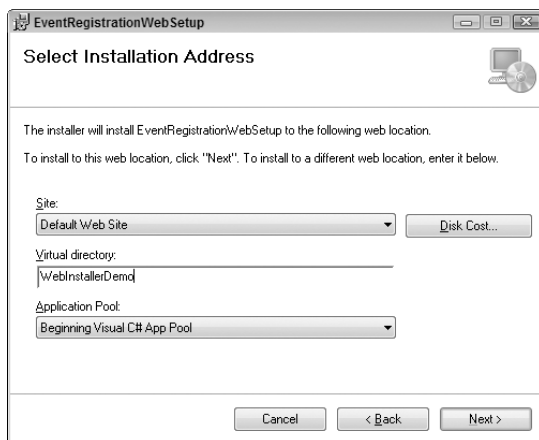 EventRegistrationWebSetup
Select Installation Address
The installer will install EventRegistrationWebSetup to the following web location.
To install to this web location, click "Next". To install to a different web location, enter it below.
Site:
Default Web Site
Disk Cost...
Virtual directory:
WebInstallerDemo
Application Pool:
Beginning Visual C# App Pool
Cancel
< Back
Next >